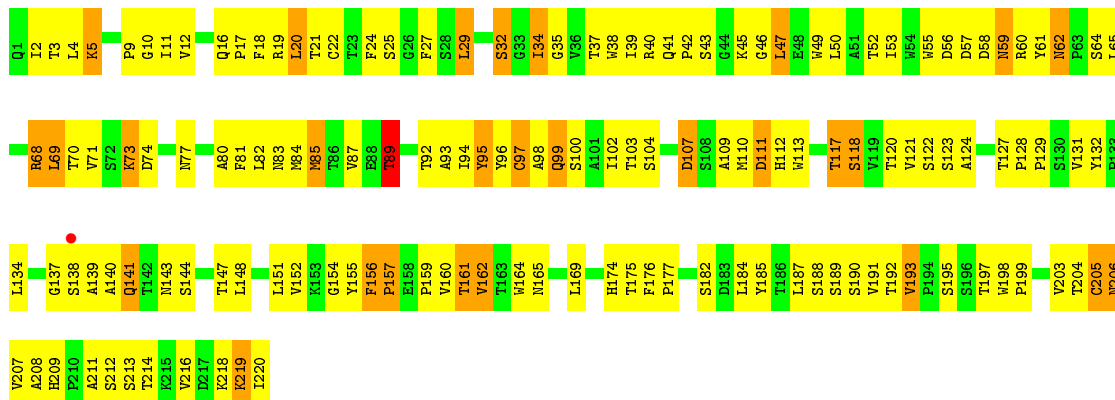 Q1 I2 T3 L4 K5 P9 G10 I11 V12 Q16 P17 F18 R19 L20 T21 C22 T23 F24 S25 G26 F27 S28 L29 S32 G33 I34 G35 V36 T37 W38 I39 R40 Q41 P42 S43 G44 K45 G46 L47 E48 W49 L50 A51 T52 I53 W54 W55 D56 D57 D58 N59 R60 Y61 N62 P63 S64
R68 L69 T70 V71 S72 K73 D74 N77 A80 F81 L82 N83 M84 M85 T86 V87 E88 T89 T92 A93 I94 Y95 Y96 C97 A98 Q99 S100 A101 I102 T103 S104 D107 S108 A109 M110 D111 H112 W113 T117 S118 V119 T120 V121 S122 S123 A124 T127 P128 P129 S130 V131 Y132
L134 G137 S138 A139 A140 Q141 T142 N143 S144 T147 L148 L151 V152 K153 G154 Y155 F156 P157 E158 P159 V160 T161 V162 T163 W164 N165 L169 H174 T175 F176 P177 S182 D183 L184 Y185 T186 L187 S188 S189 S190 V191 T192 V193 P194 S195 S196 T197 W198 P199 V203 T204 C205 N206
V207 A208 H209 P210 A211 S212 S213 T214 K215 V216 D217 K218 K219 I220